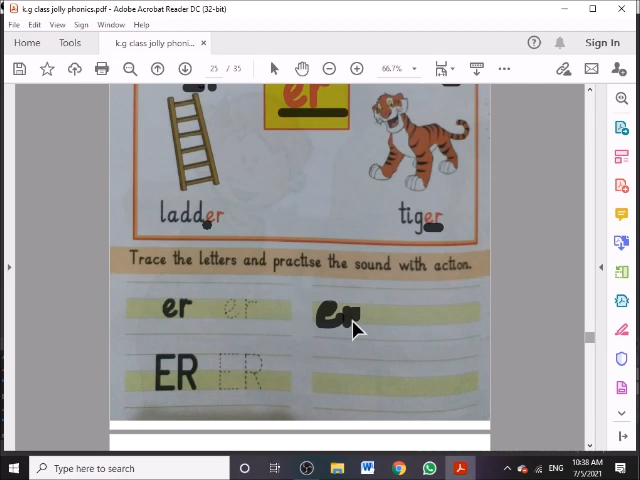 k.g class jolly phonics.pdf - Adobe Acrobat Reader DC (32-bit)
File Edit View Sign Window Help
Home Tools k.g class jolly phoni... × Sign In
25 / 35 66.7%
er
ladder tiger
Trace the letters and practise the sound with action.
er er er
ER ER
Type here to search
ENG 10:38 AM
7/5/2021